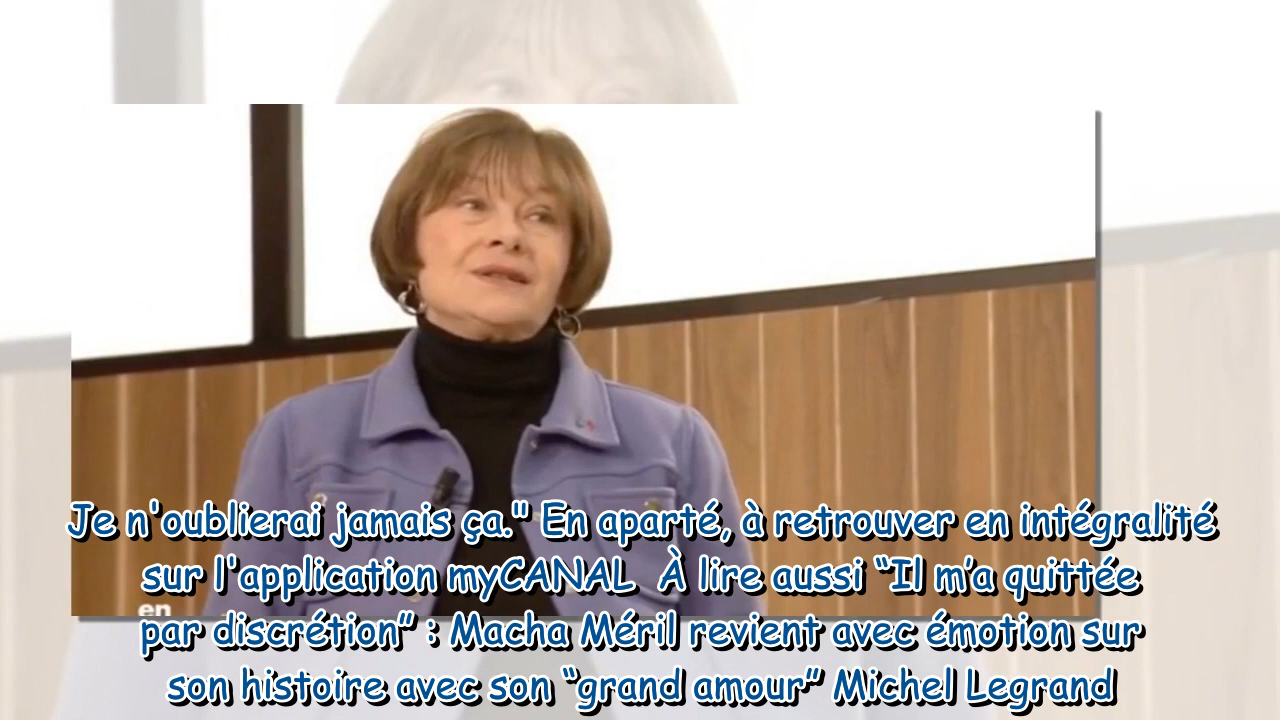 Je n'oublierai jamais ça." En aparté, à retrouver en intégralité
sur l'application myCANAL À lire aussi “Il m’a quittée
en
par discrétion” : Macha Méril revient avec émotion sur
son histoire avec son “grand amour” Michel Legrand